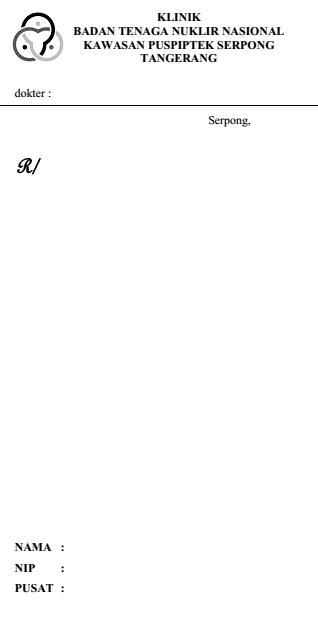 KLINIK
BADAN TENAGA NUKLIR NASIONAL
KAWASAN PUSPIPTEK SERPONG
TANGERANG
dokter :
Serpong,
R/
NAMA :
NIP :
PUSAT :